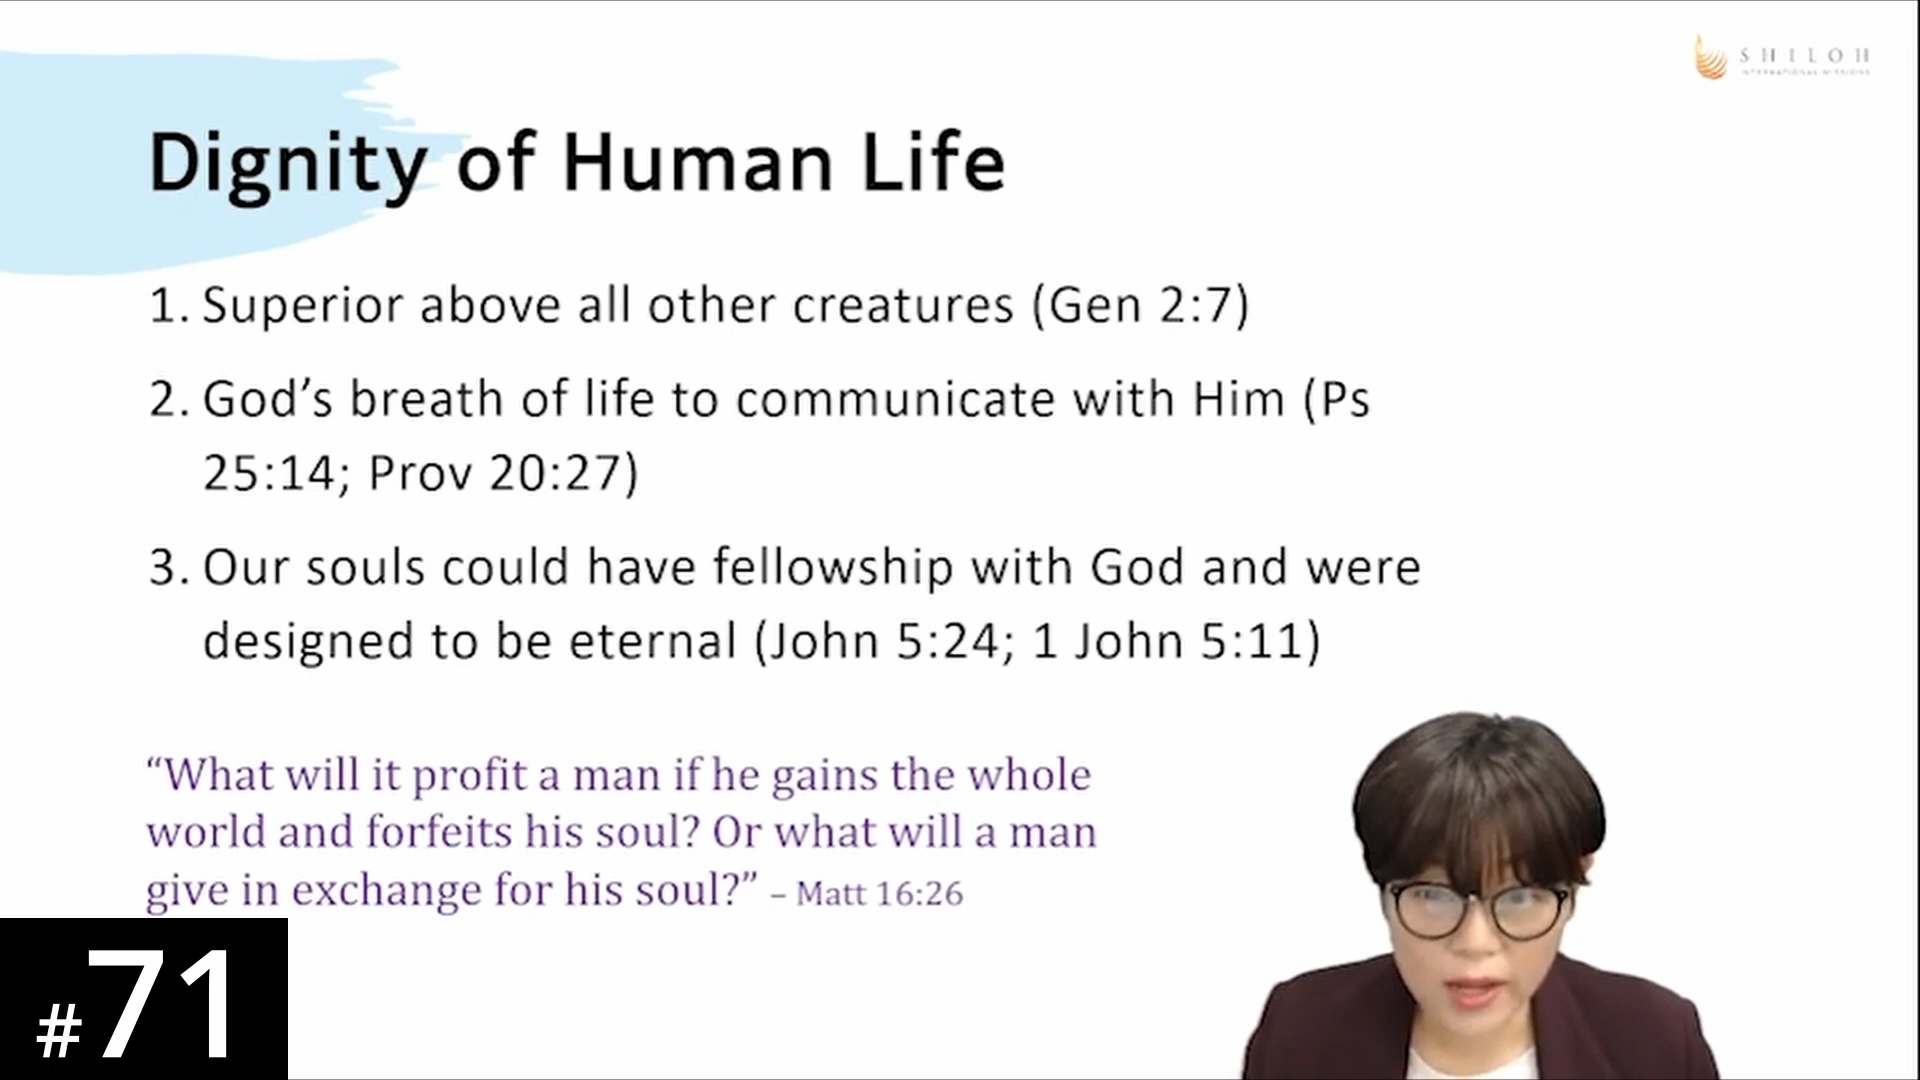 SHILOH
INTERNATIONAL MISSIONS
Dignity of Human Life
1. Superior above all other creatures (Gen 2:7)
2. God’s breath of life to communicate with Him (Ps
25:14; Prov 20:27)
3. Our souls could have fellowship with God and were
designed to be eternal (John 5:24; 1 John 5:11)
“What will it profit a man if he gains the whole
world and forfeits his soul? Or what will a man
give in exchange for his soul?” – Matt 16:26
#71